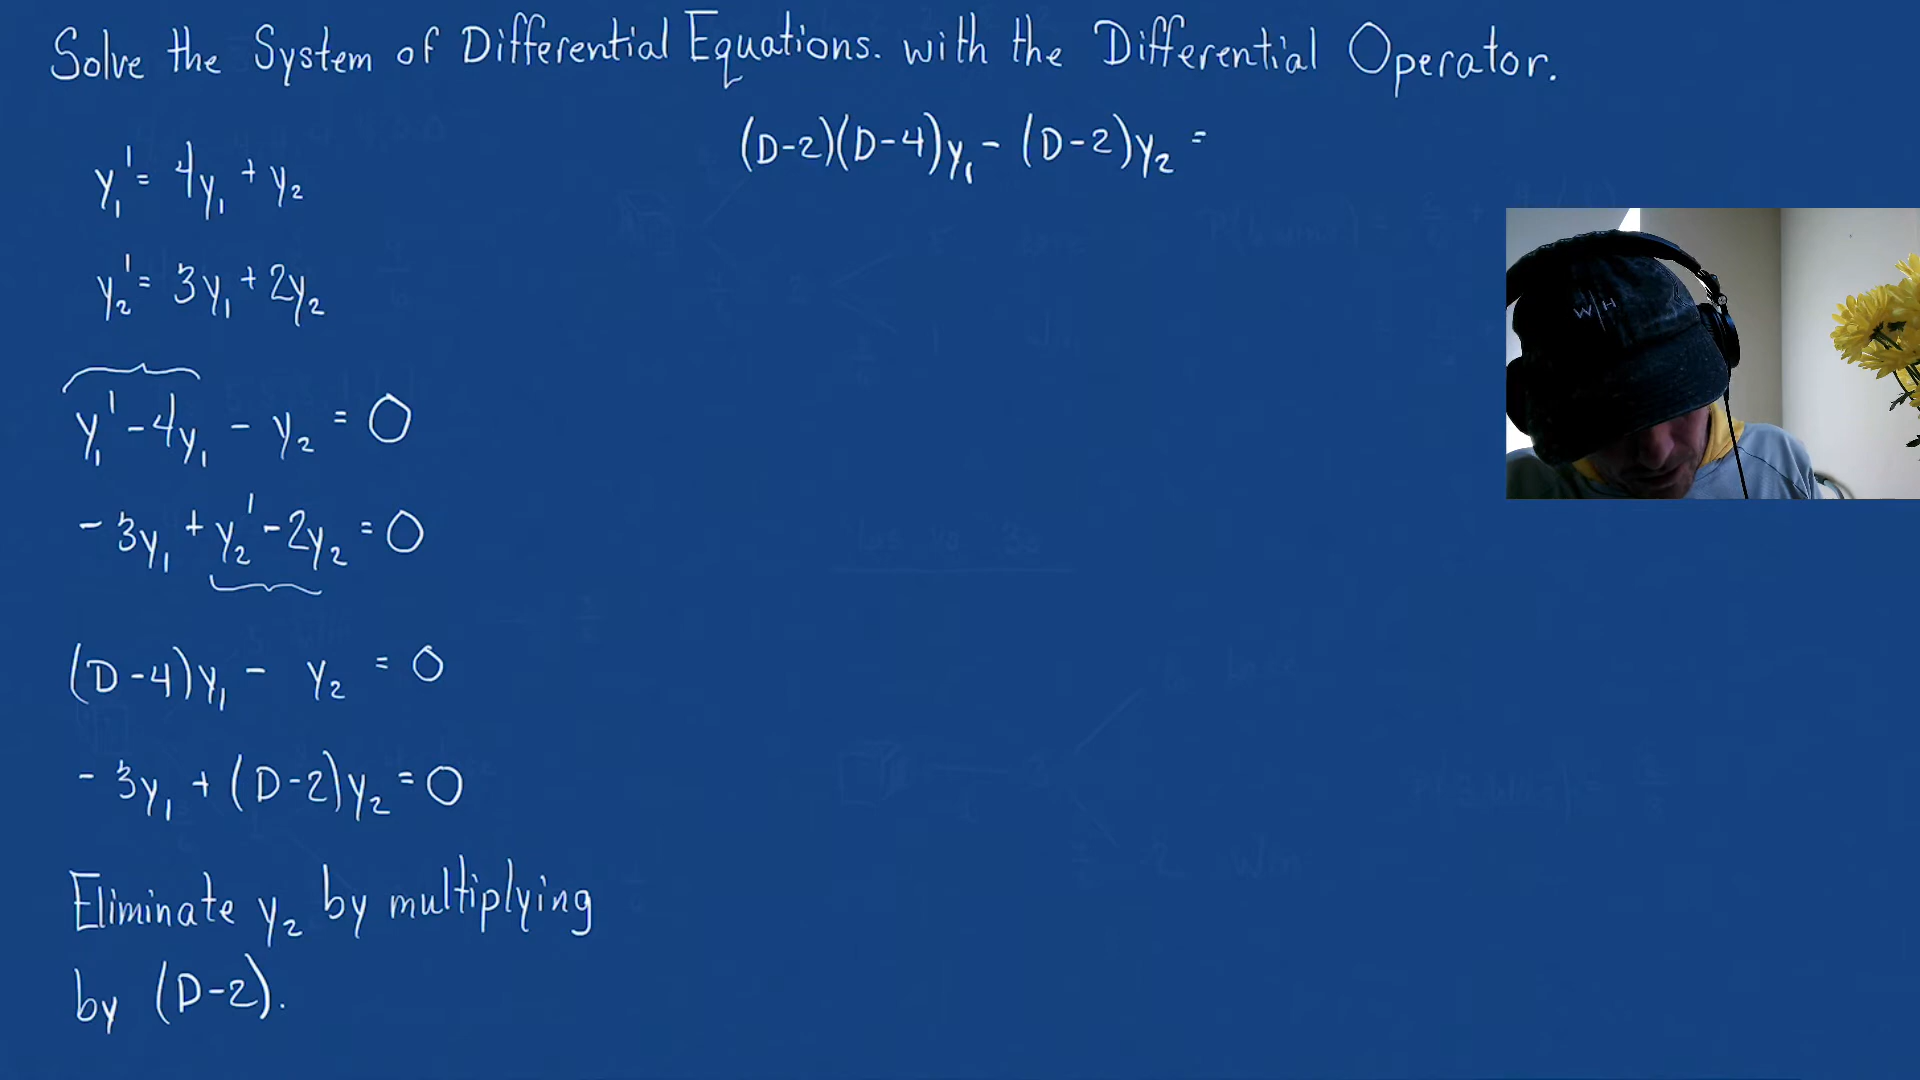 Solve the System of Differential Equations. with the Differential Operator.
y₁' = 4y₁ + y₂
y₂' = 3y₁ + 2y₂
y₁' - 4y₁ - y₂ = 0
-3y₁ + y₂' - 2y₂ = 0
(D-4)y₁ - y₂ = 0
-3y₁ + (D-2)y₂ = 0
Eliminate y₂ by multiplying
by (D-2).
(D-2)(D-4)y₁ - (D-2)y₂ =
W|H